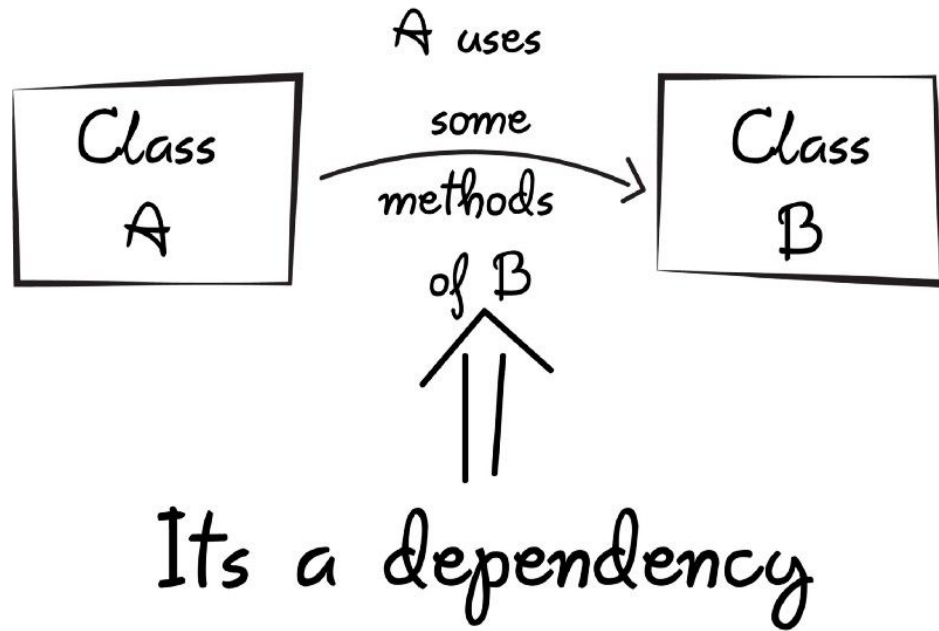 A uses
Class
some
Class
A
methods
B
of B
Its a dependency